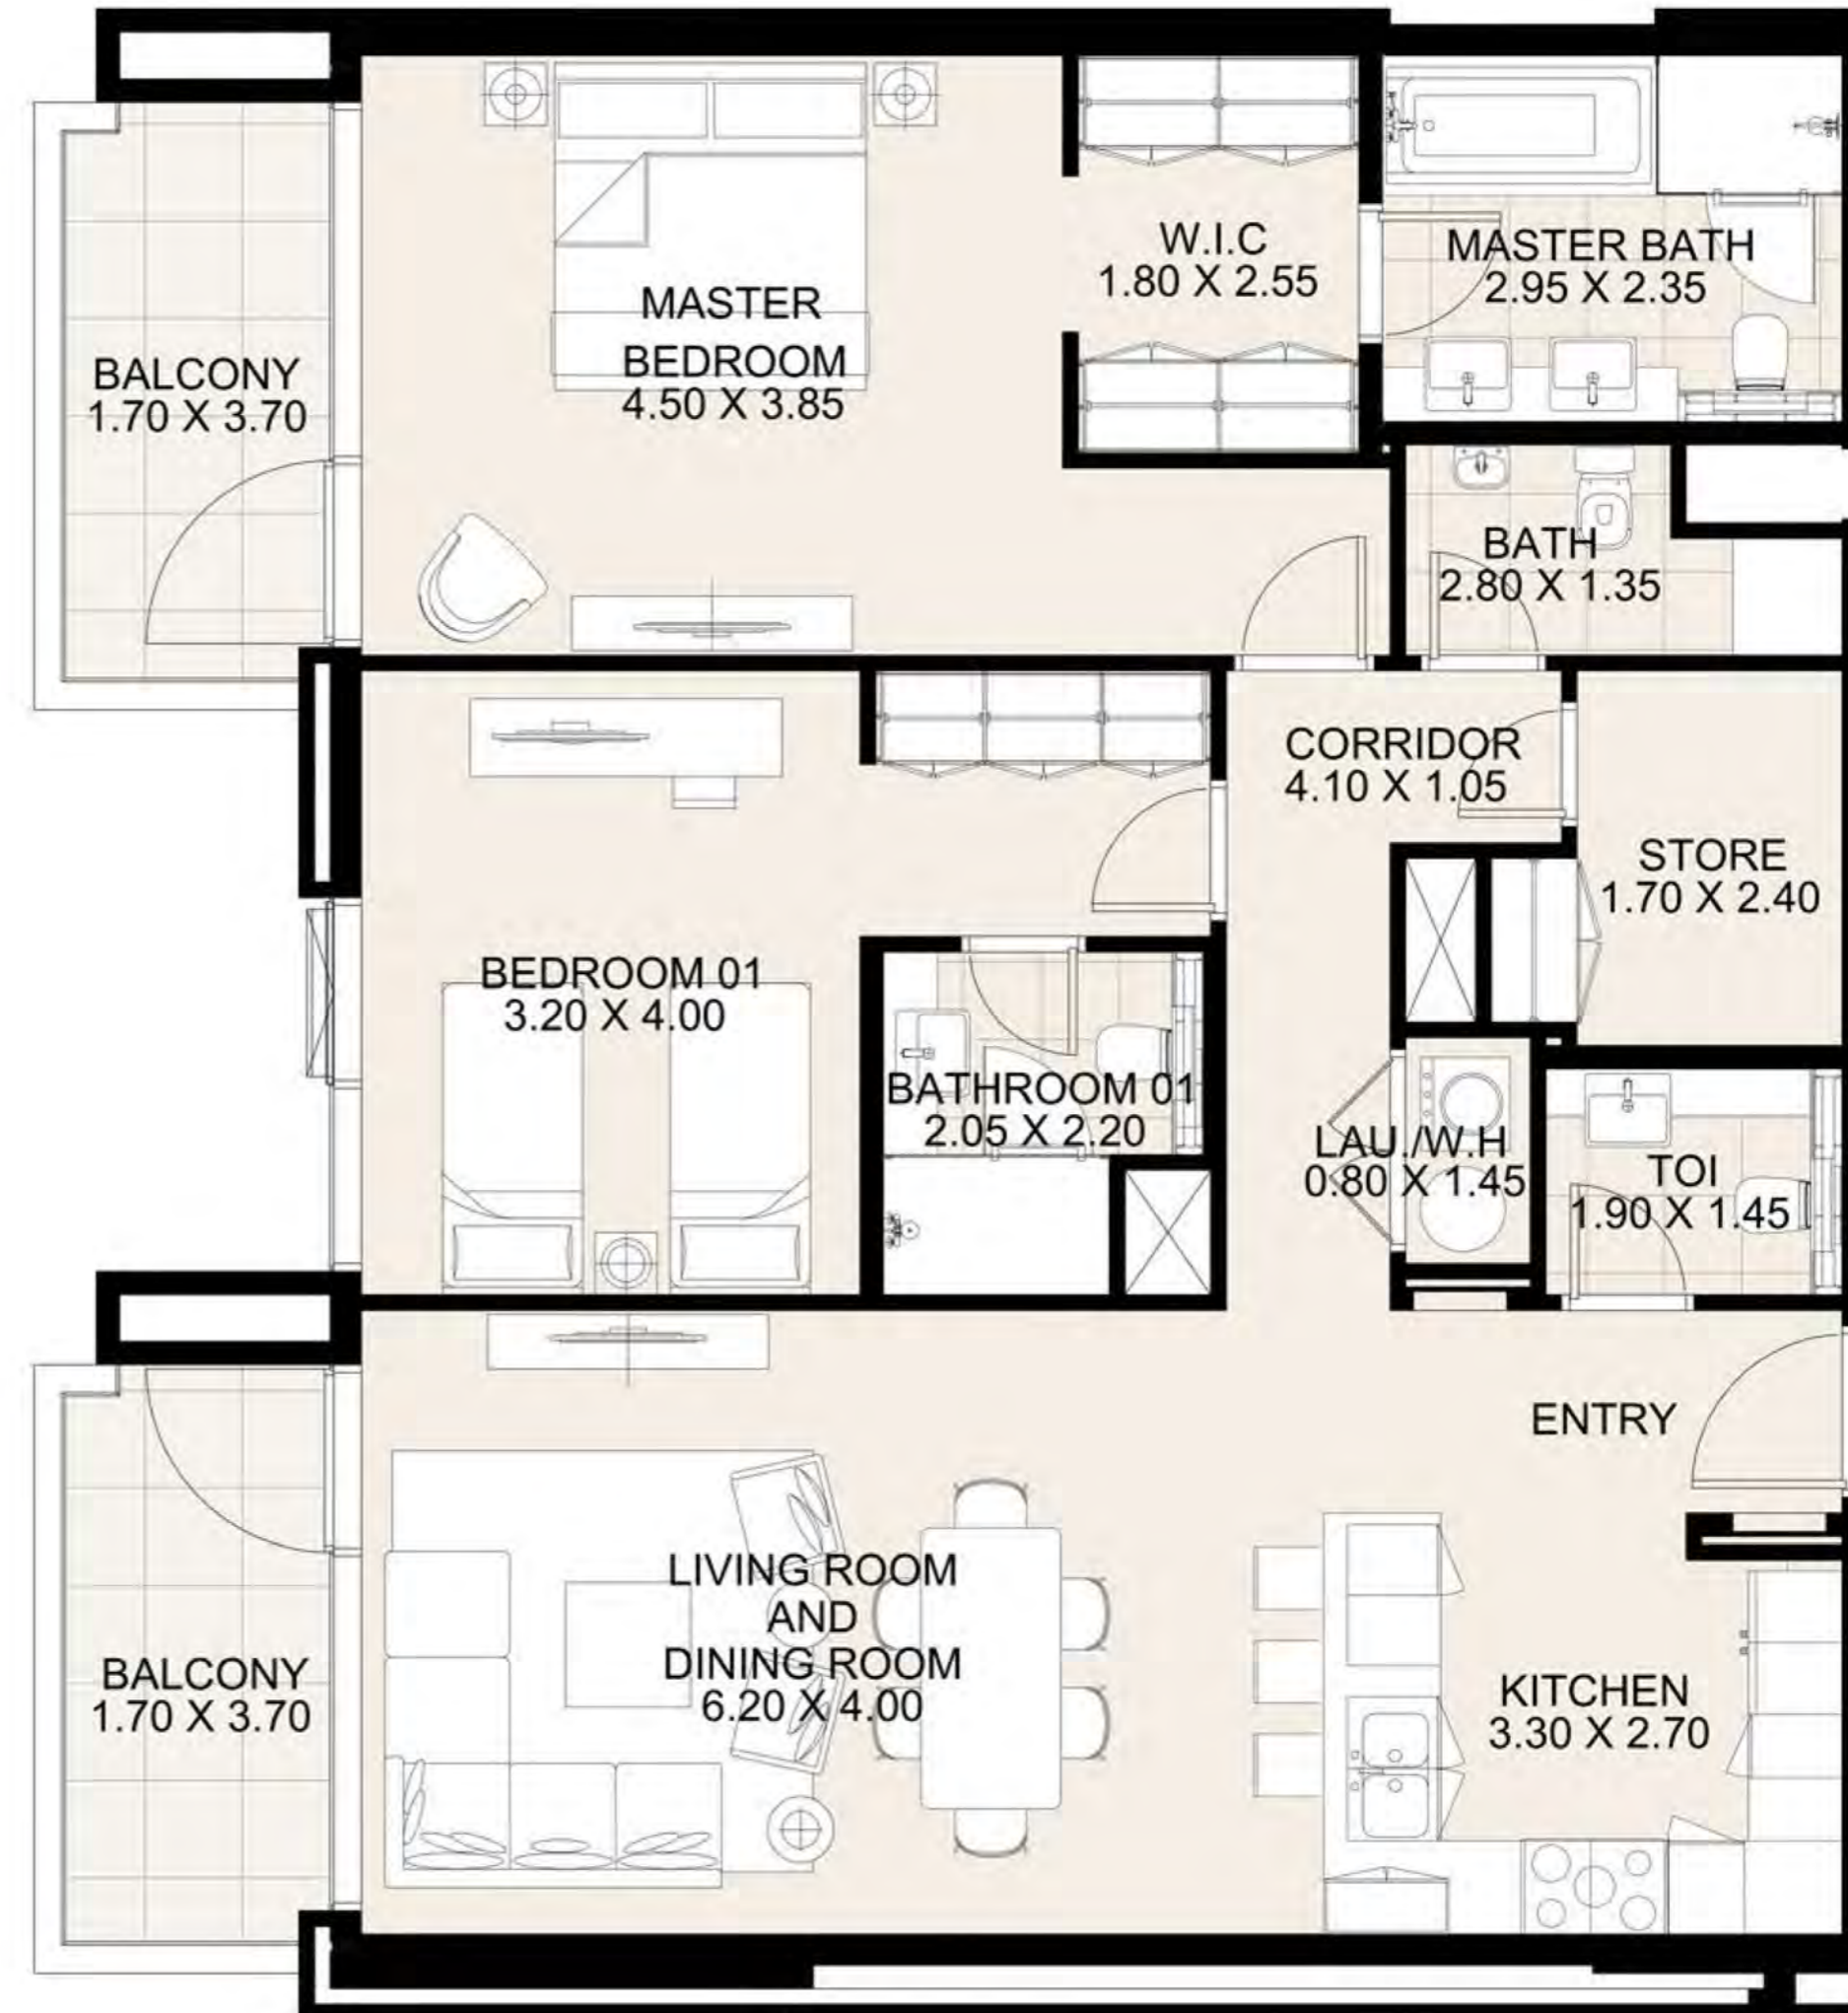 W.I.C
1.80 X 2.55
MASTER BATH
2.95 X 2.35
MASTER
BEDROOM
4.50 X 3.85
BALCONY
1.70 X 3.70
BATH
2.80 X 1.35
CORRIDOR
4.10 X 1.05
STORE
1.70 X 2.40
BEDROOM 01
3.20 X 4.00
BATHROOM 01
2.05 X 2.20
LAU./W.H
0.80 X 1.45
TOI
1.90 X 1.45
ENTRY
LIVING ROOM
AND
DINING ROOM
6.20 X 4.00
BALCONY
1.70 X 3.70
KITCHEN
3.30 X 2.70